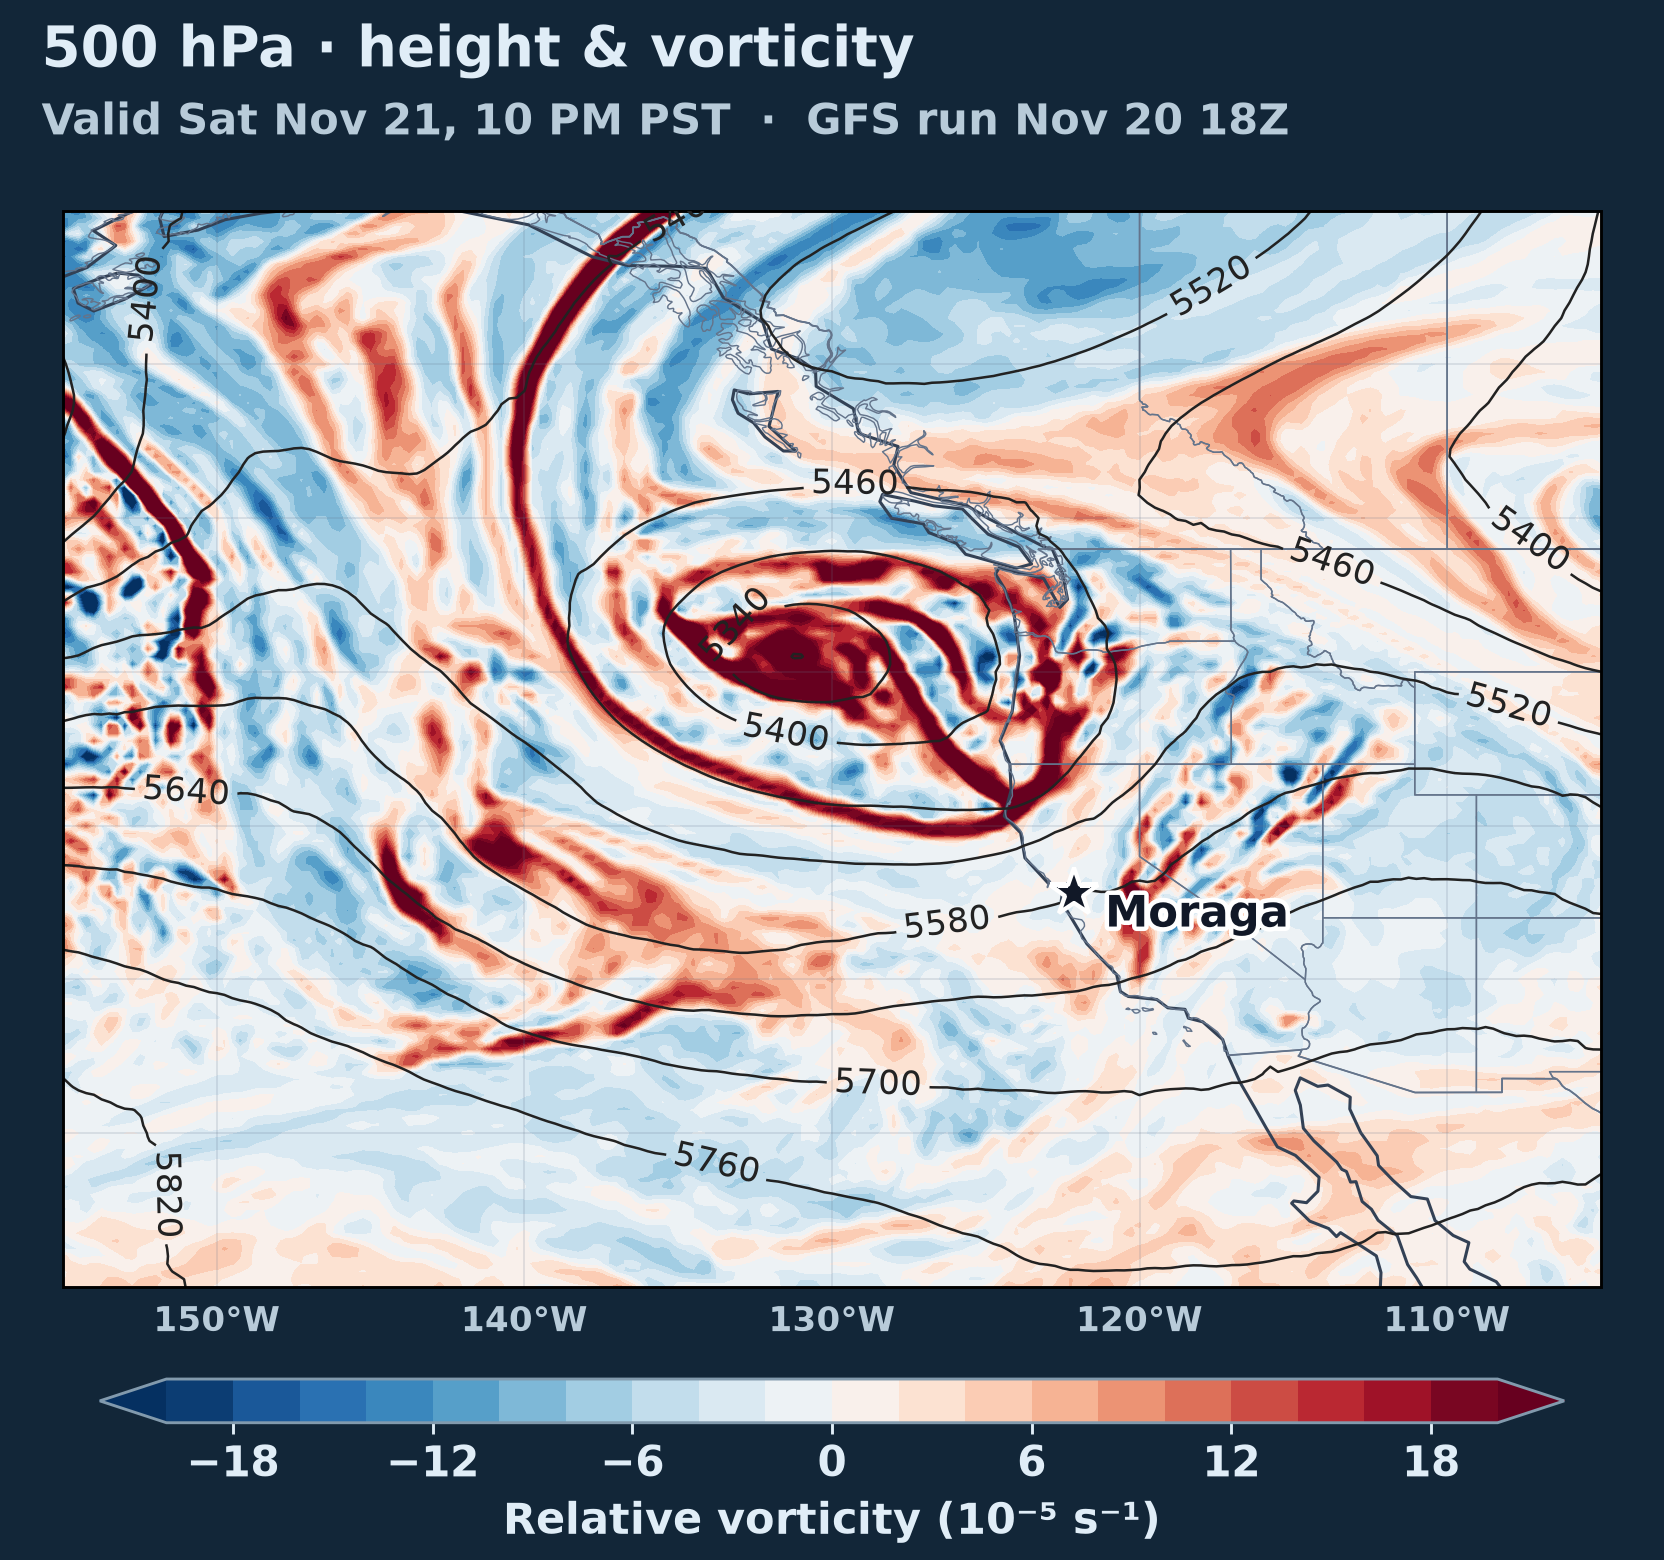 500 hPa · height & vorticity
Valid Sat Nov 21, 10 PM PST · GFS run Nov 20 18Z
5400
5520
5460
5400
5460
5340
5400
5520
5640
5580
Moraga
5700
5760
5820
150°W 140°W 130°W 120°W 110°W
−18 −12 −6 0 6 12 18
Relative vorticity (10⁻⁵ s⁻¹)